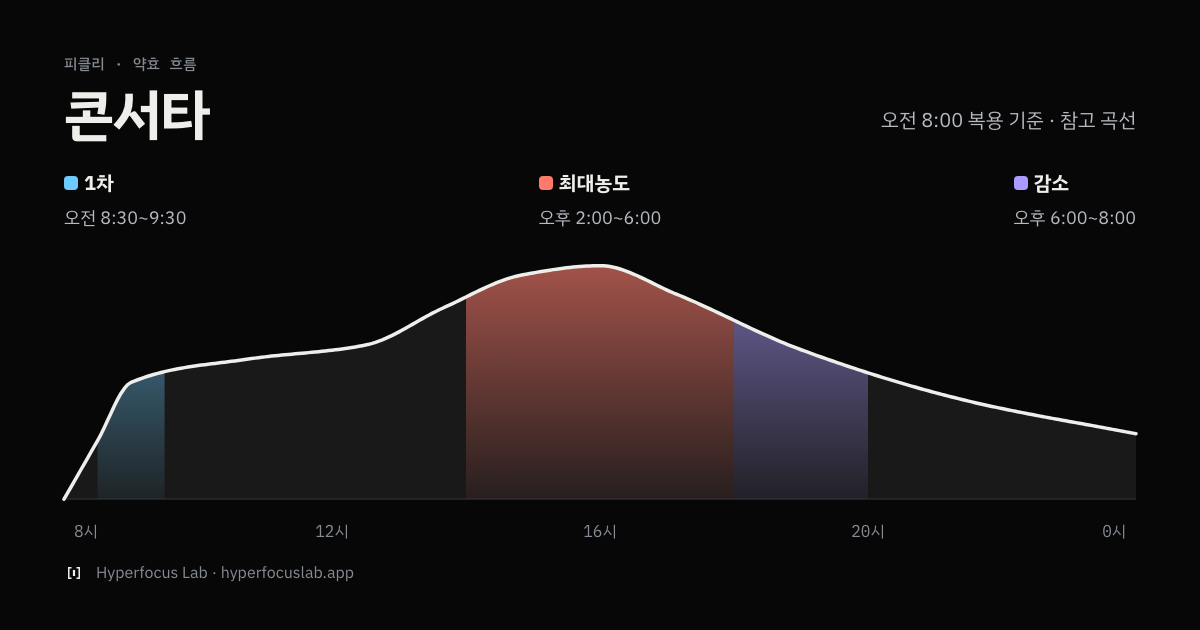 피클리 · 약효 흐름
콘서타
오전 8:00 복용 기준 · 참고 곡선
1차
오전 8:30~9:30
최대농도
오후 2:00~6:00
감소
오후 6:00~8:00
8시 12시 16시 20시 0시
Hyperfocus Lab · hyperfocuslab.app